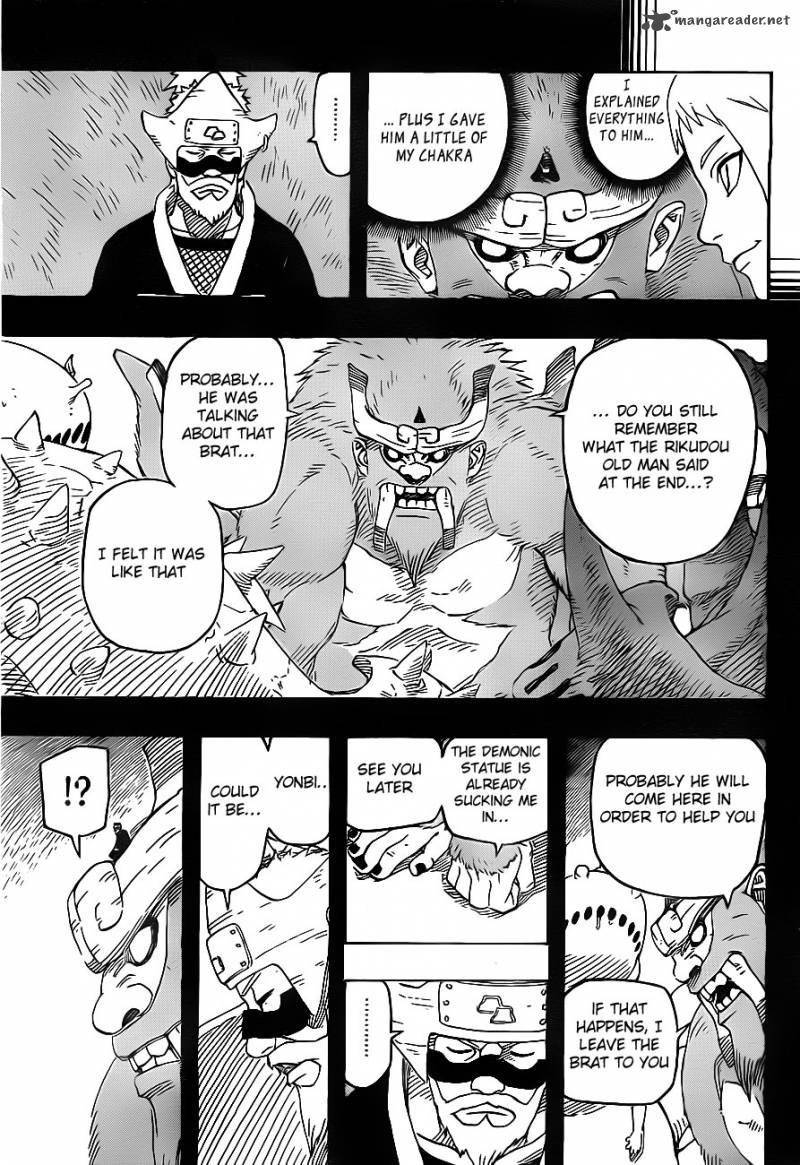 mangareader.net
I
EXPLAINED
EVERYTHING
TO HIM...
... PLUS I GAVE
HIM A LITTLE OF
MY CHAKRA
.........
... DO YOU STILL
REMEMBER
WHAT THE RIKUDOU
OLD MAN SAID
AT THE END...?
PROBABLY...
HE WAS
TALKING
ABOUT THAT
BRAT...
I FELT IT WAS
LIKE THAT
PROBABLY HE WILL
COME HERE IN
ORDER TO HELP YOU
IF THAT
HAPPENS, I
LEAVE THE
BRAT TO YOU
THE DEMONIC
STATUE IS
ALREADY
SUCKING ME
IN...
SEE YOU
LATER
.........
YONBI..
COULD
IT BE...
!?